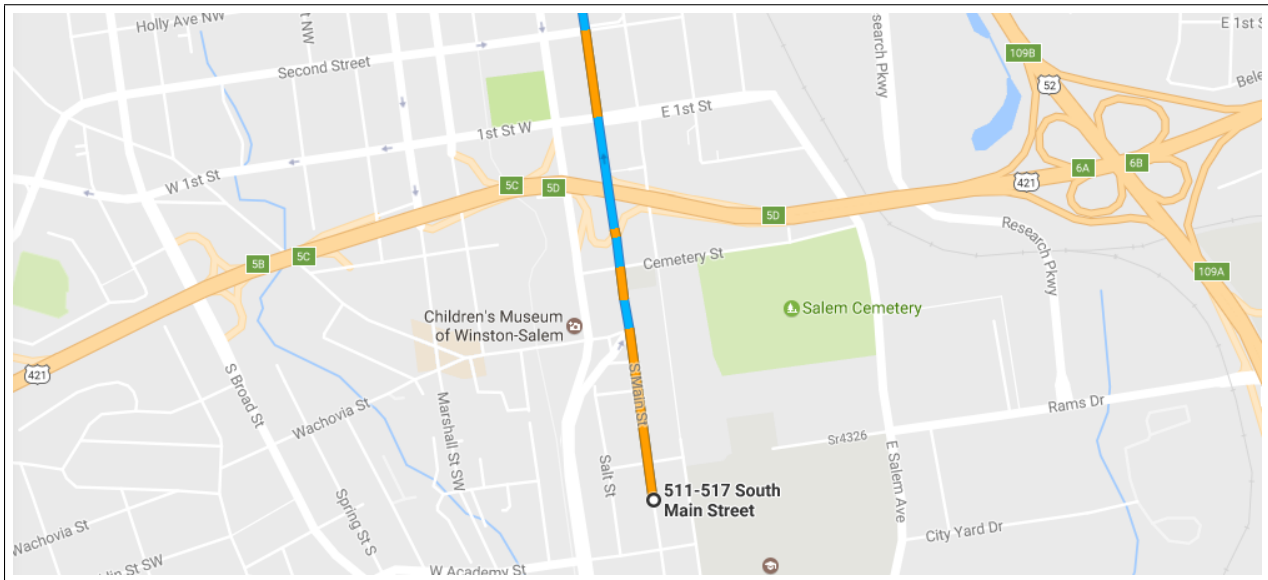 Holly Ave NW
t NW
search Pkwy
E 1st S
109B
Second Street
52
Bele
1st St W
E 1st St
W 1st St
5C
5D
6A
6B
421
5D
5B
5C
Cemetery St
Research Pkwy
109A
Children's Museum
of Winston-Salem
Salem Cemetery
421
S Broad St
S Main St
Wachovia St
Marshall St SW
Rams Dr
Sr4326
Salt St
E Salem Ave
511-517 South
Main Street
Spring St S
Wachovia St
City Yard Dr
lin St SW
W Academy St